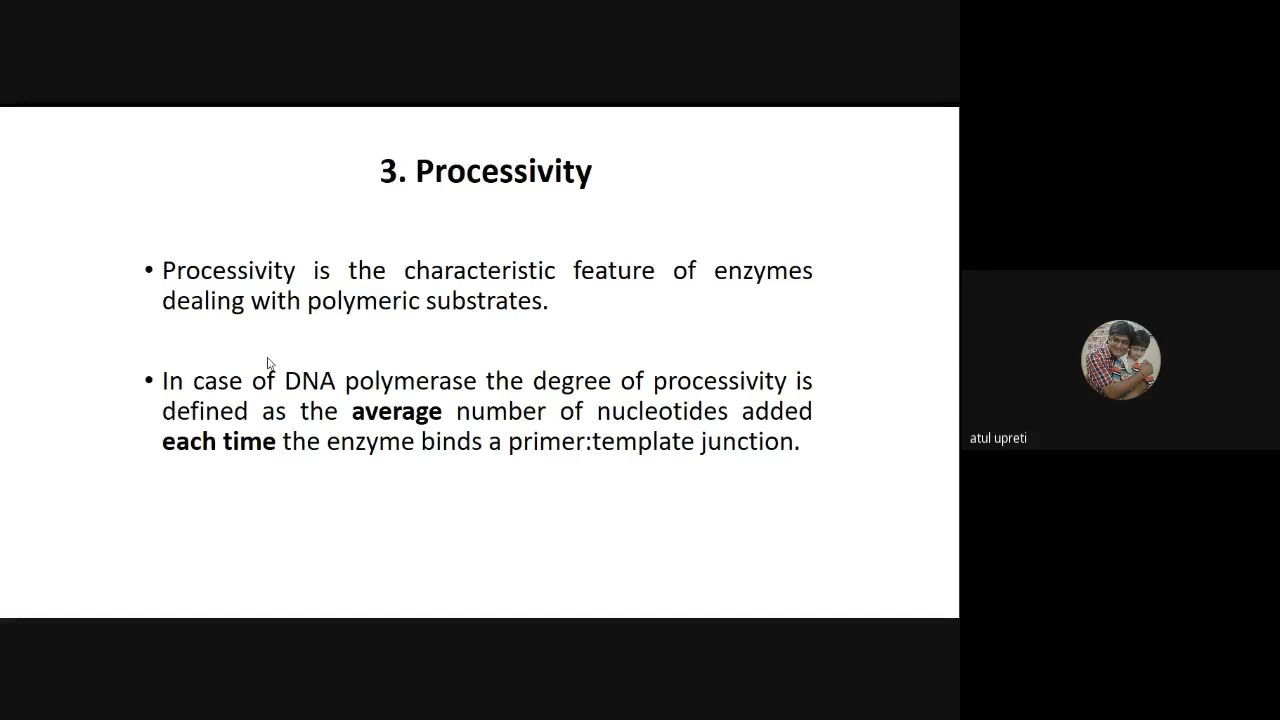 3. Processivity
• Processivity is the characteristic feature of enzymes
dealing with polymeric substrates.
• In case of DNA polymerase the degree of processivity is
defined as the average number of nucleotides added
each time the enzyme binds a primer:template junction.
atul upreti